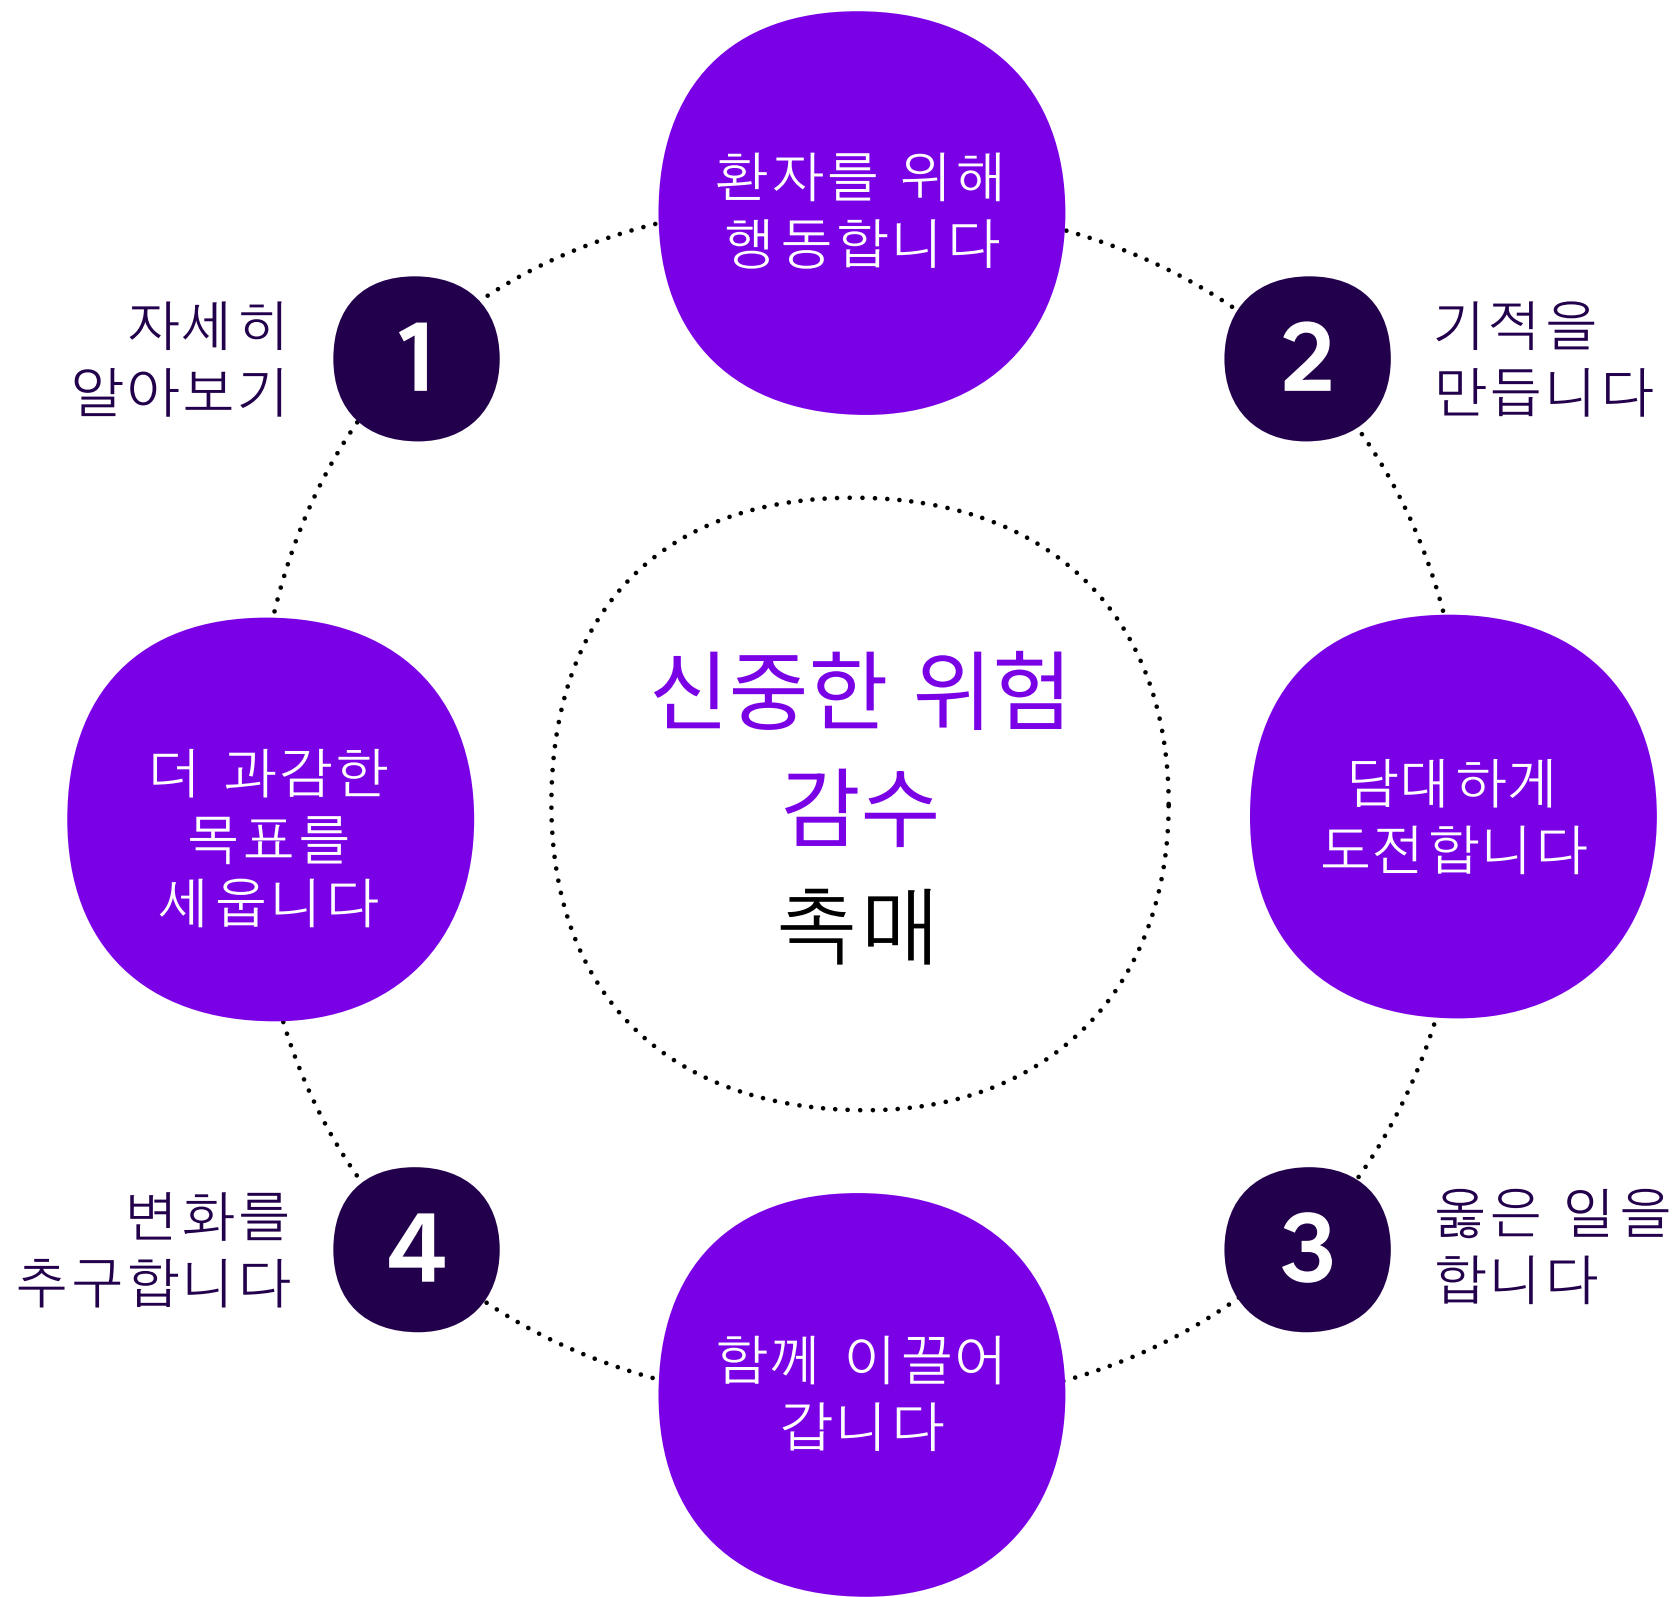 환자를 위해
행동합니다
자세히
알아보기
1
2
기적을
만듭니다
신중한 위험
감수
촉매
더 과감한
목표를
세웁니다
담대하게
도전합니다
변화를
추구합니다
4
3
옳은 일을
합니다
함께 이끌어
갑니다